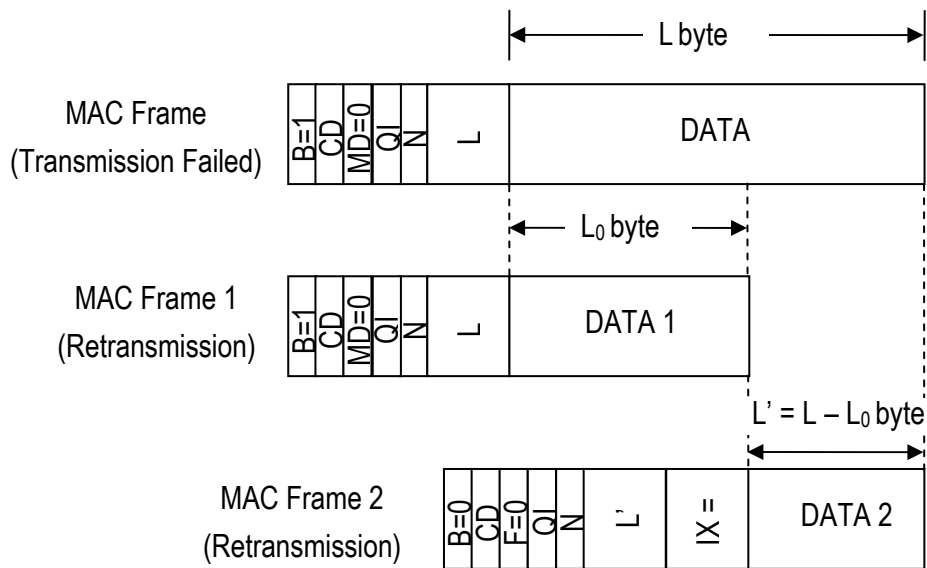 L byte
MAC Frame
(Transmission Failed)
B=1 CD MD=0 QI N L DATA
L₀ byte
MAC Frame 1
(Retransmission)
B=1 CD MD=0 QI N L DATA 1
L' = L – L₀ byte
MAC Frame 2
(Retransmission)
B=0 CD F=0 QI N L' IX = DATA 2